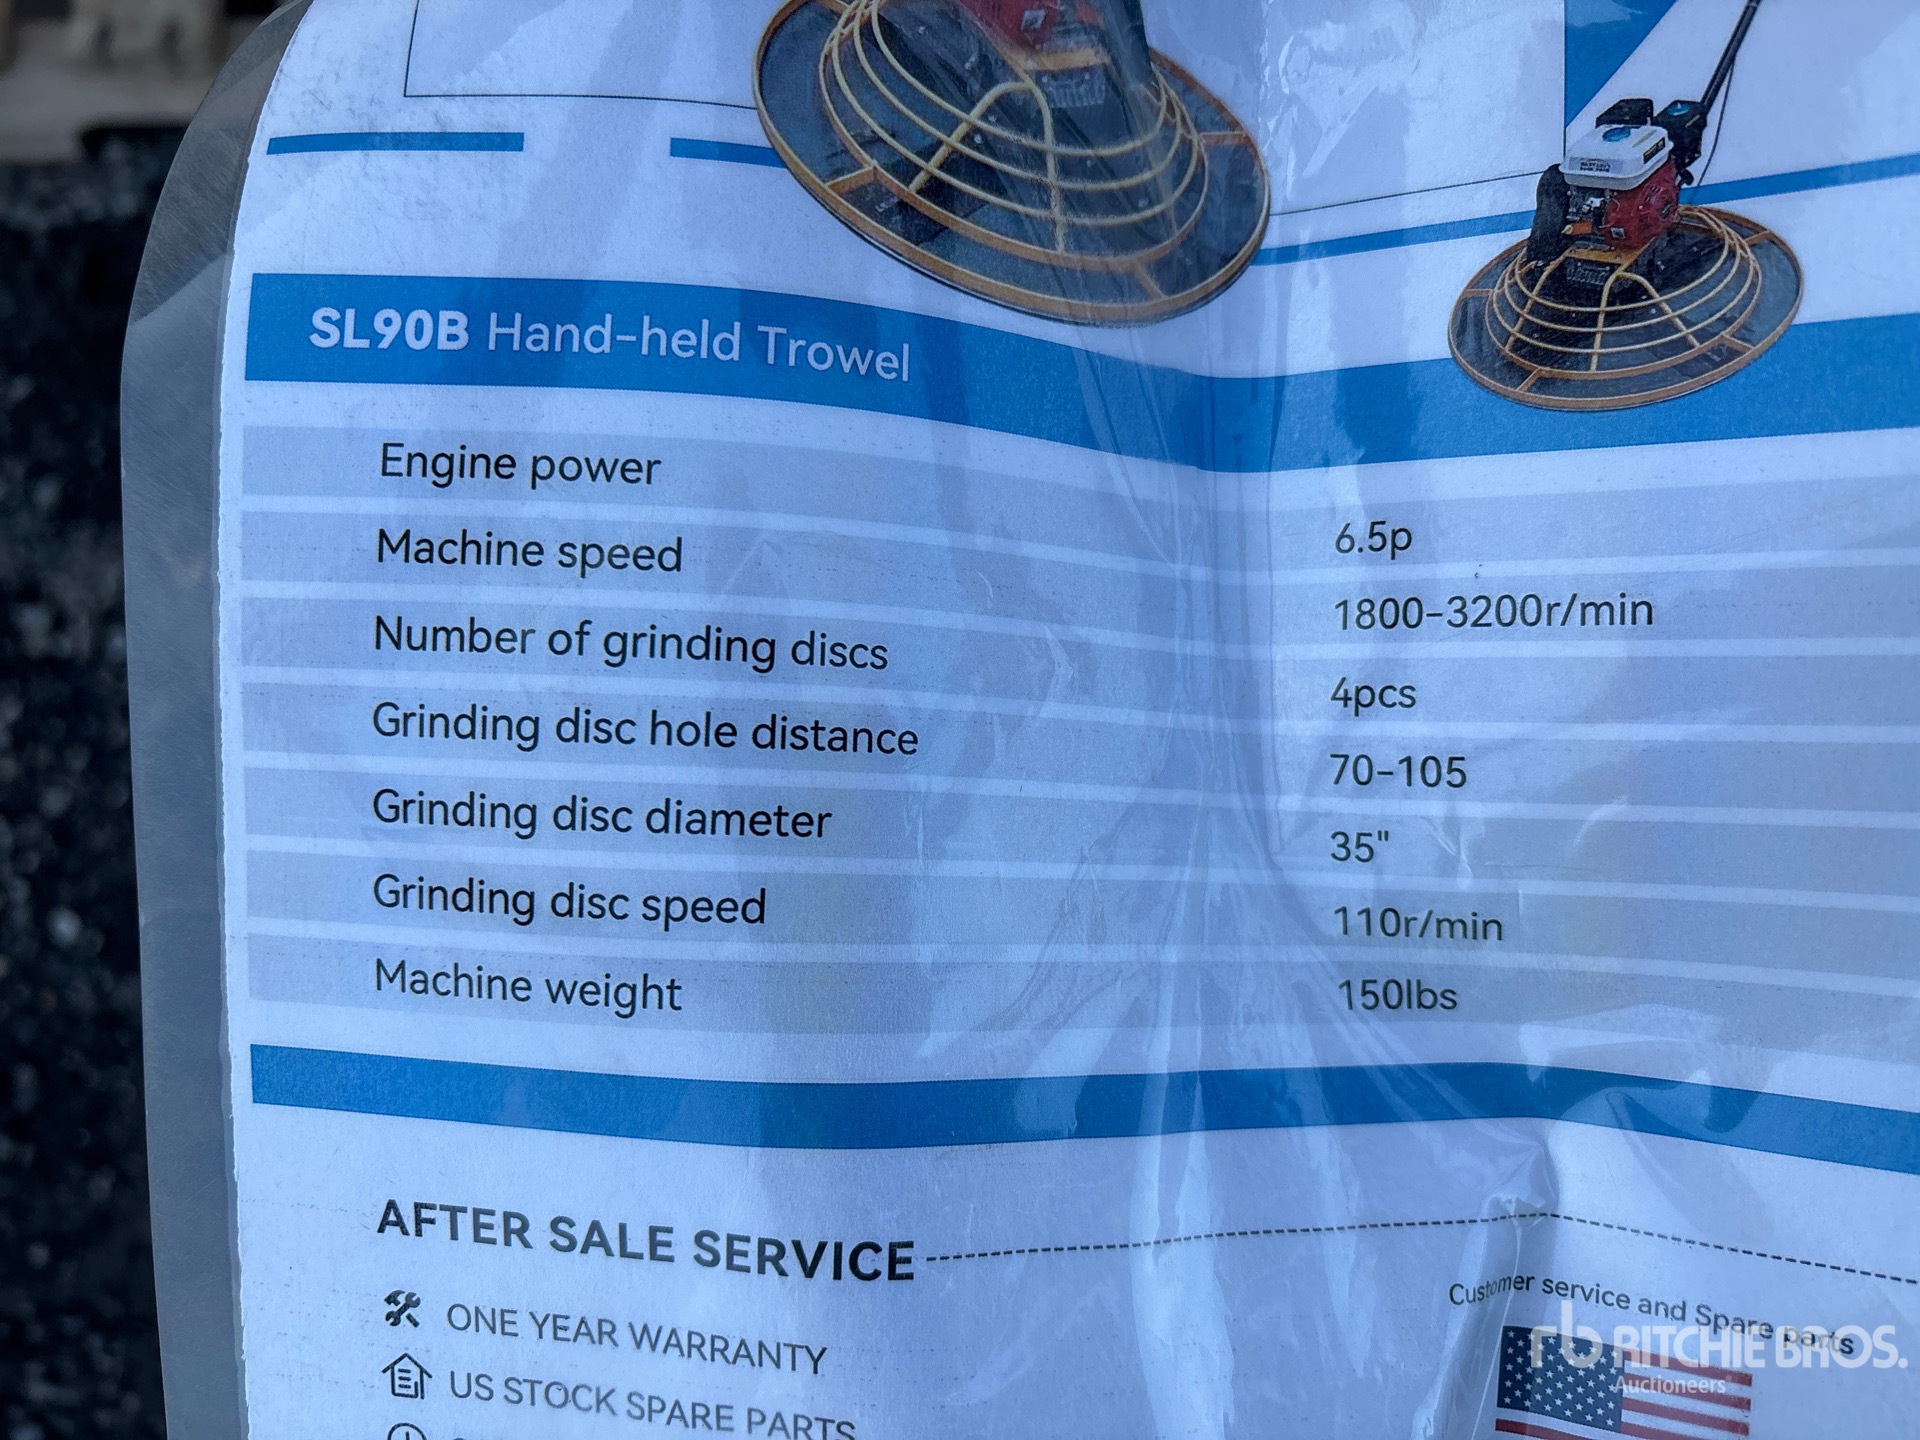 SL90B Hand-held Trowel
Engine power 6.5p
Machine speed 1800-3200r/min
Number of grinding discs 4pcs
Grinding disc hole distance 70-105
Grinding disc diameter 35"
Grinding disc speed 110r/min
Machine weight 150lbs
AFTER SALE SERVICE
Customer service and Spare parts
ONE YEAR WARRANTY
US STOCK SPARE PARTS
rb RITCHIE BROS.
Auctioneers